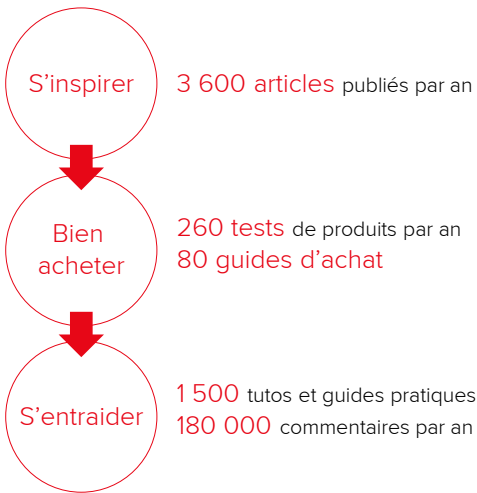 S'inspirer
3 600 articles publiés par an
Bien
acheter
260 tests de produits par an
80 guides d'achat
S'entraider
1 500 tutos et guides pratiques
180 000 commentaires par an